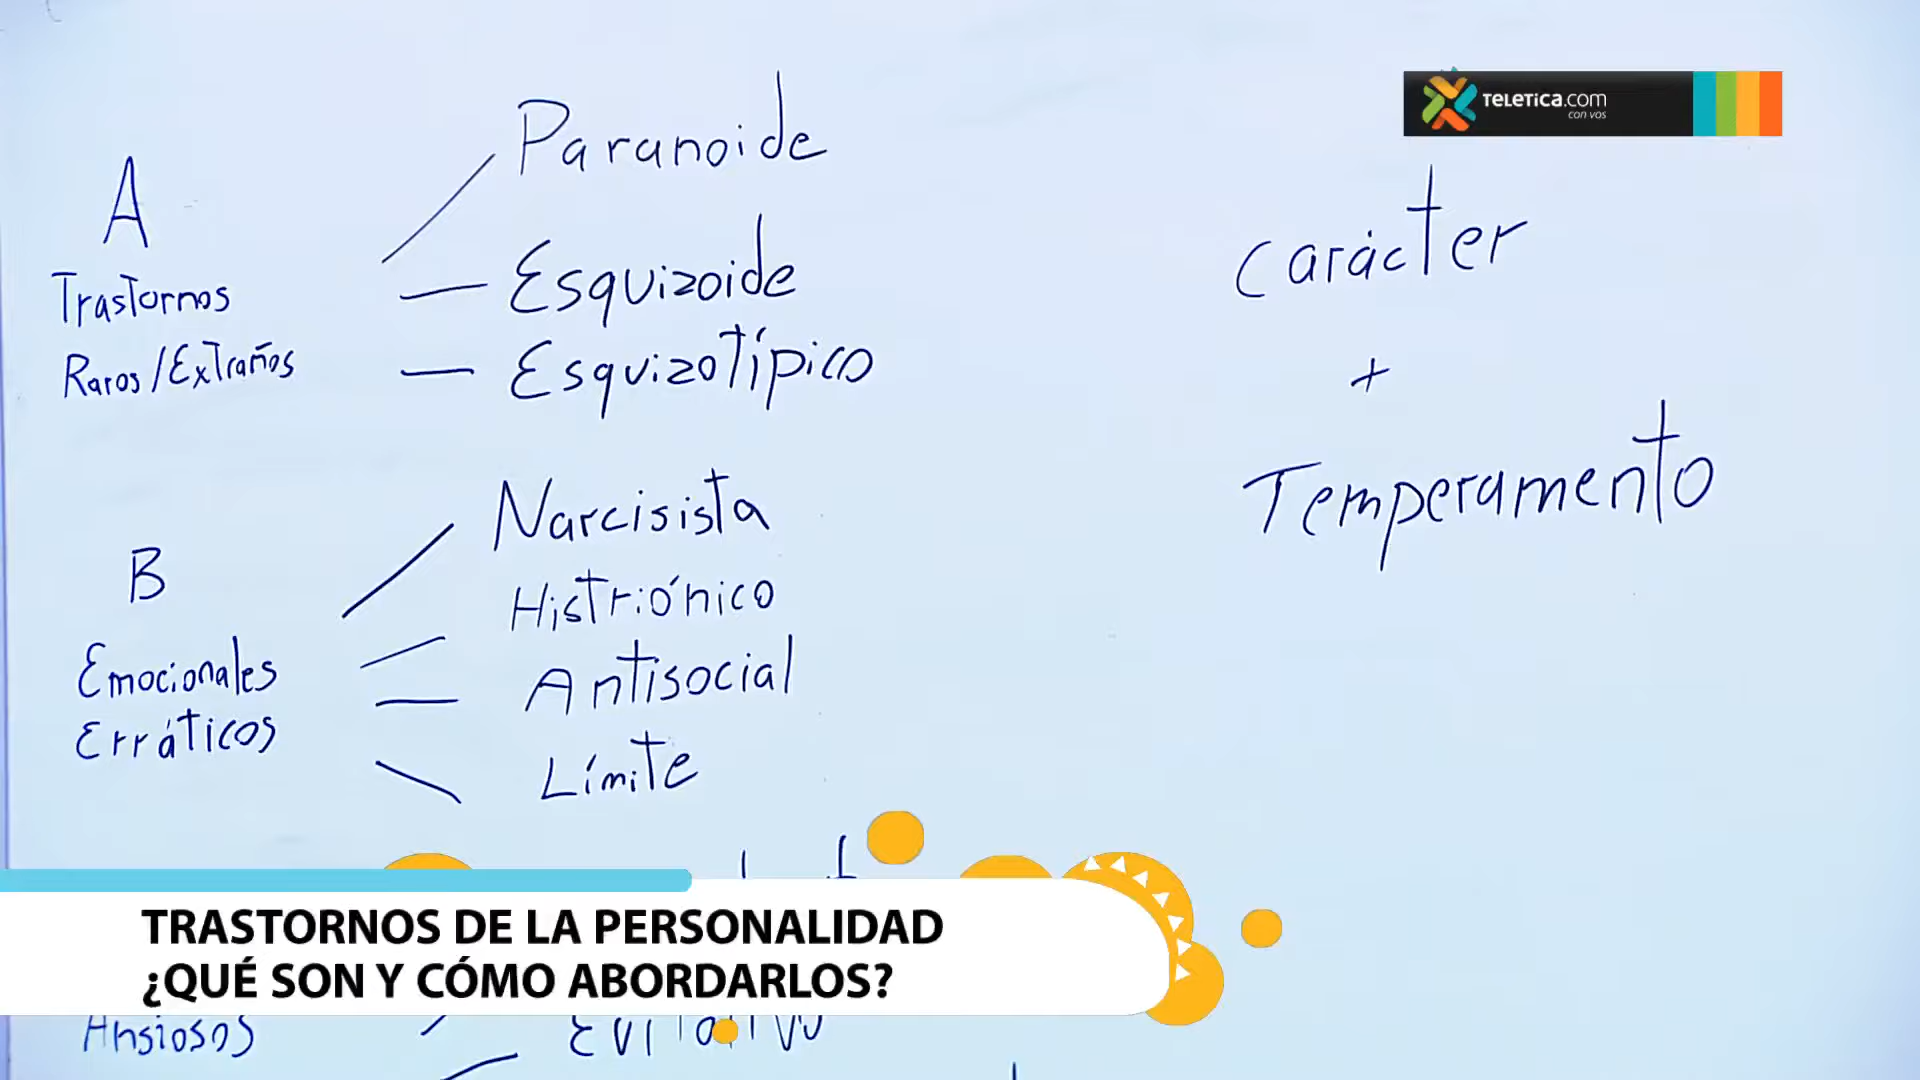 TELETICA.COM
con vos
A
Trastornos
Raros/Extraños
Paranoide
Esquizoide
Esquizotípico
B
Emocionales
Erráticos
Narcisista
Histriónico
Antisocial
Límite
carácter
+
Temperamento
TRASTORNOS DE LA PERSONALIDAD
¿QUÉ SON Y CÓMO ABORDARLOS?
Ansiosos
Evitativo